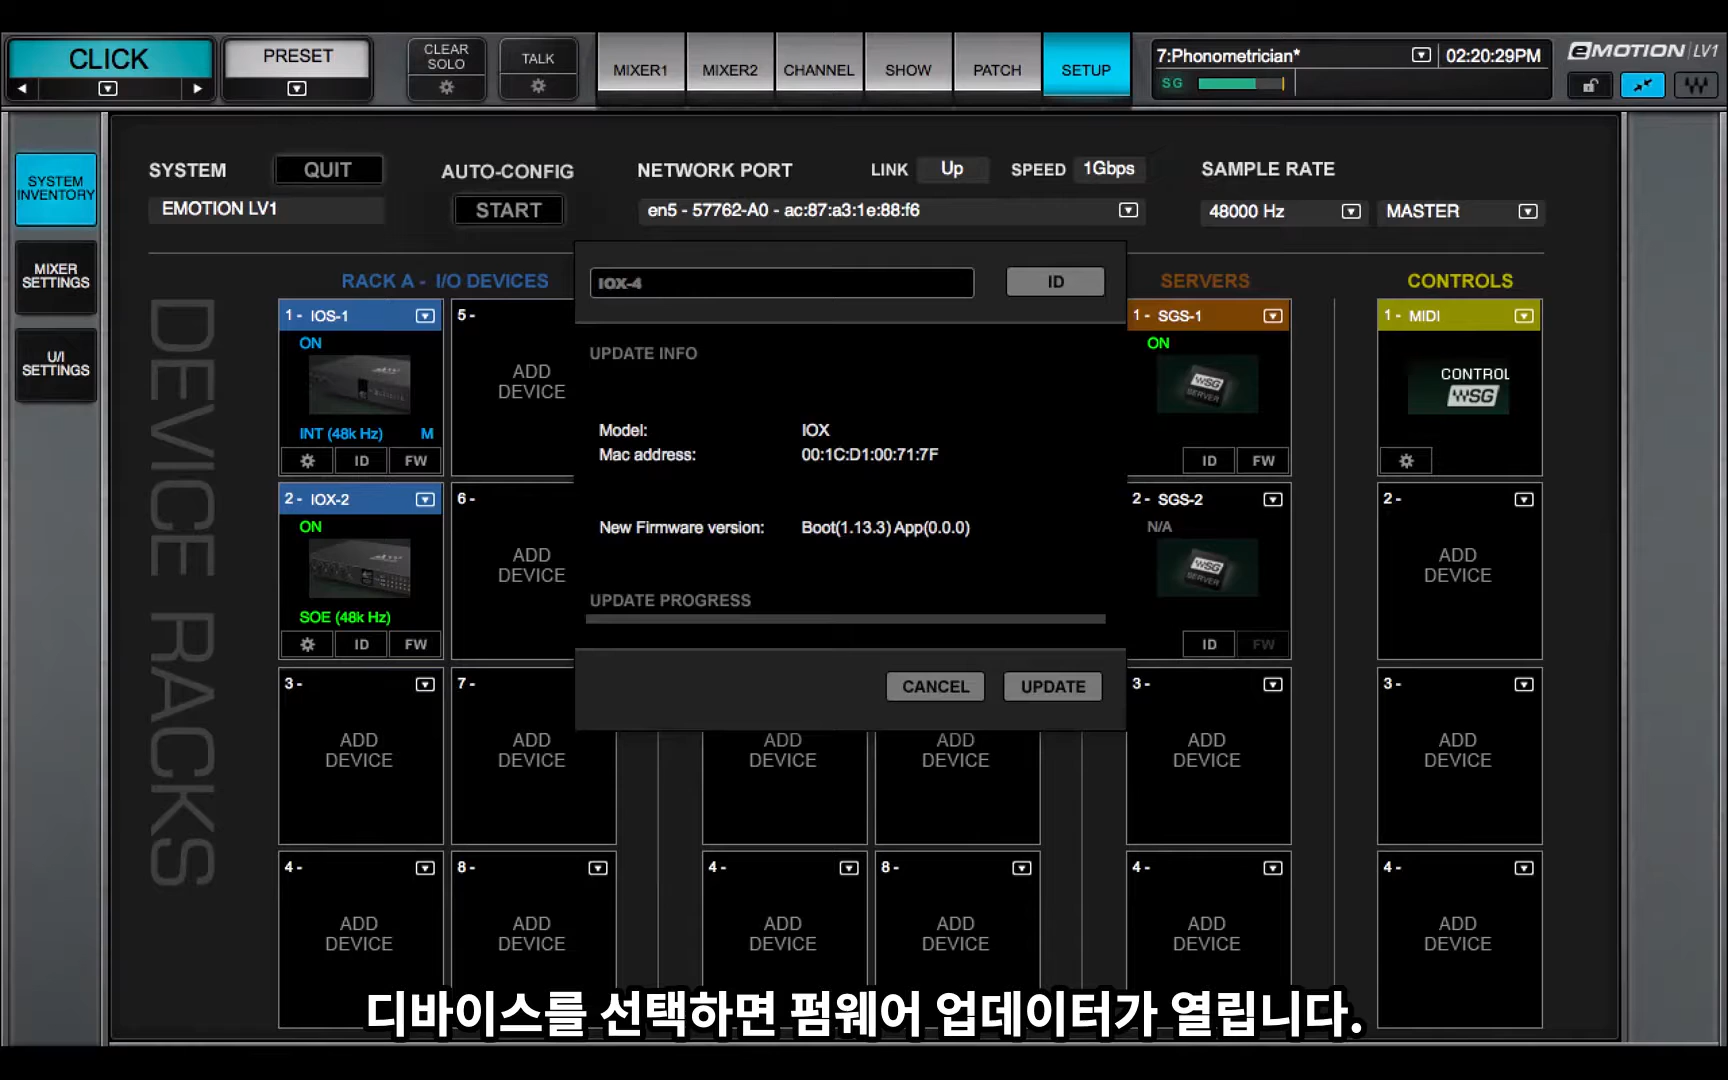 CLICK
PRESET
CLEAR
SOLO
TALK
MIXER1
MIXER2
CHANNEL
SHOW
PATCH
SETUP
7:Phonometrician*
02:20:29PM
SG
eMOTION LV1
SYSTEM
INVENTORY
MIXER
SETTINGS
U/I
SETTINGS
SYSTEM
QUIT
EMOTION LV1
AUTO-CONFIG
START
NETWORK PORT
LINK
Up
SPEED
1Gbps
en5 - 57762-A0 - ac:87:a3:1e:88:f6
SAMPLE RATE
48000 Hz
MASTER
DEVICE RACKS
RACK A - I/O DEVICES
1 - IOS-1
ON
INT (48k Hz) M
ID
FW
2 - IOX-2
ON
SOE (48k Hz)
ID
FW
3 -
ADD
DEVICE
4 -
ADD
DEVICE
5 -
ADD
DEVICE
6 -
ADD
DEVICE
7 -
ADD
DEVICE
8 -
ADD
DEVICE
IOX-4
ID
UPDATE INFO
Model: IOX
Mac address: 00:1C:D1:00:71:7F
New Firmware version: Boot(1.13.3) App(0.0.0)
UPDATE PROGRESS
CANCEL
UPDATE
ADD
DEVICE
ADD
DEVICE
4 -
ADD
DEVICE
8 -
ADD
DEVICE
SERVERS
1 - SGS-1
ON
WSG
SERVER
ID
FW
2 - SGS-2
N/A
WSG
SERVER
ID
FW
3 -
ADD
DEVICE
4 -
ADD
DEVICE
CONTROLS
1 - MIDI
CONTROL
WSG
2 -
ADD
DEVICE
3 -
ADD
DEVICE
4 -
ADD
DEVICE
디바이스를 선택하면 펌웨어 업데이터가 열립니다.